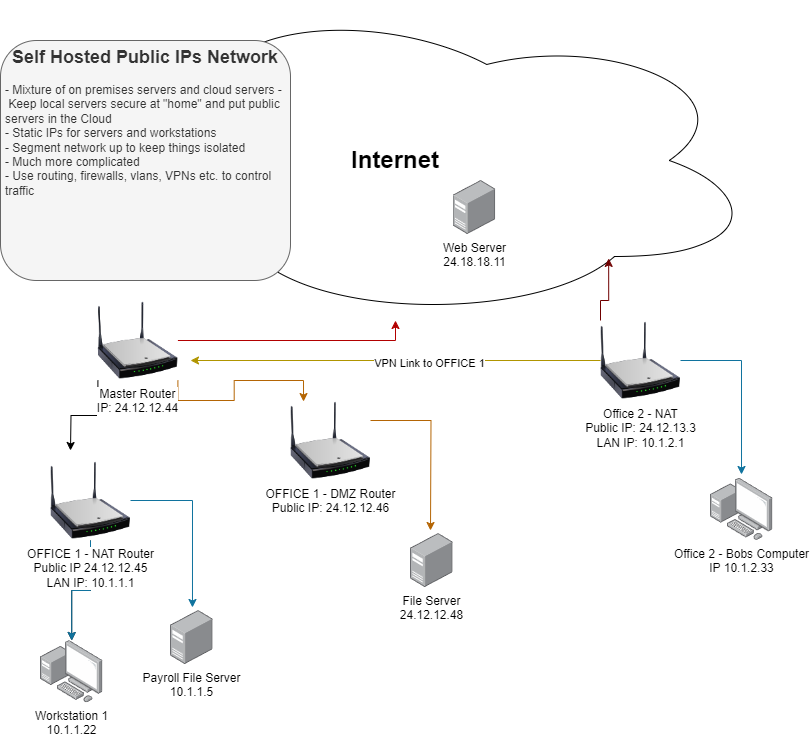 Self Hosted Public IPs Network
- Mixture of on premises servers and cloud servers -
Keep local servers secure at "home" and put public
servers in the Cloud
- Static IPs for servers and workstations
- Segment network up to keep things isolated
- Much more complicated
- Use routing, firewalls, vlans, VPNs etc. to control
traffic
Internet
Web Server
24.18.18.11
Master Router
IP: 24.12.12.44
VPN Link to OFFICE 1
Office 2 - NAT
Public IP: 24.12.13.3
LAN IP: 10.1.2.1
OFFICE 1 - DMZ Router
Public IP: 24.12.12.46
OFFICE 1 - NAT Router
Public IP 24.12.12.45
LAN IP: 10.1.1.1
Office 2 - Bobs Computer
IP 10.1.2.33
File Server
24.12.12.48
Payroll File Server
10.1.1.5
Workstation 1
10.1.1.22